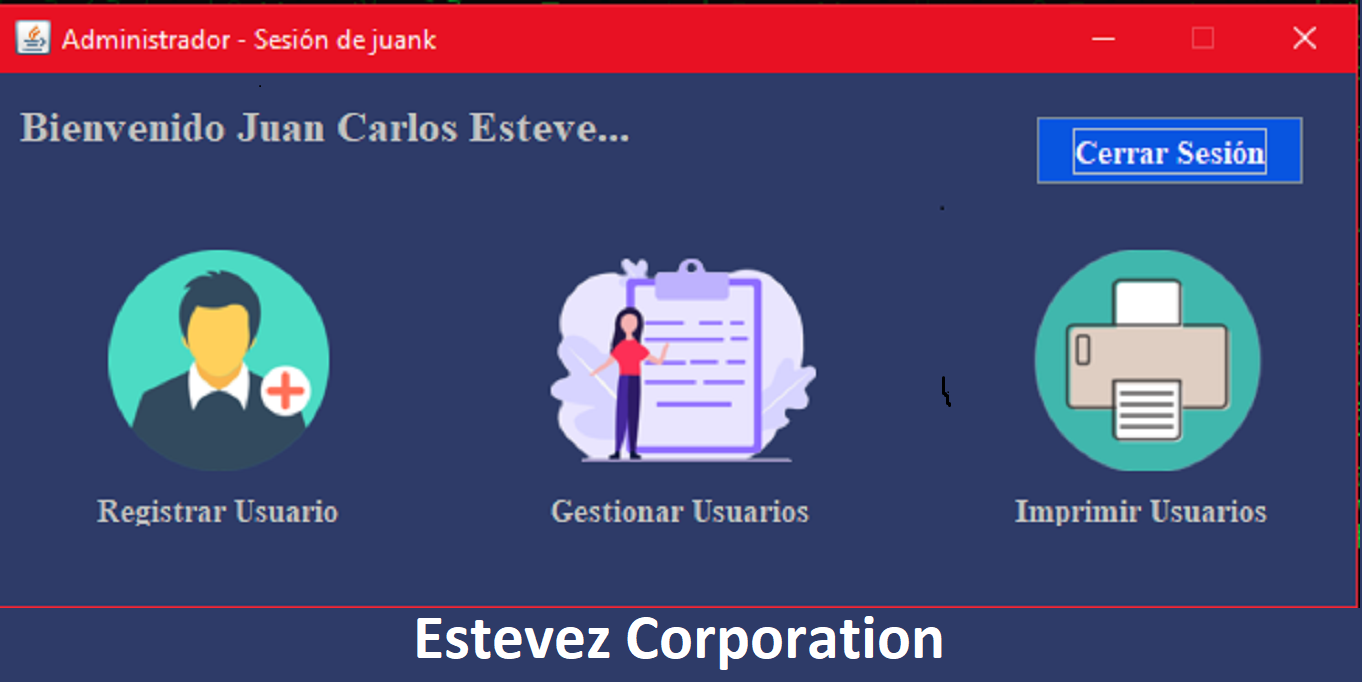 Administrador - Sesión de juank
Bienvenido Juan Carlos Esteve...
Cerrar Sesión
Registrar Usuario
Gestionar Usuarios
Imprimir Usuarios
Estevez Corporation